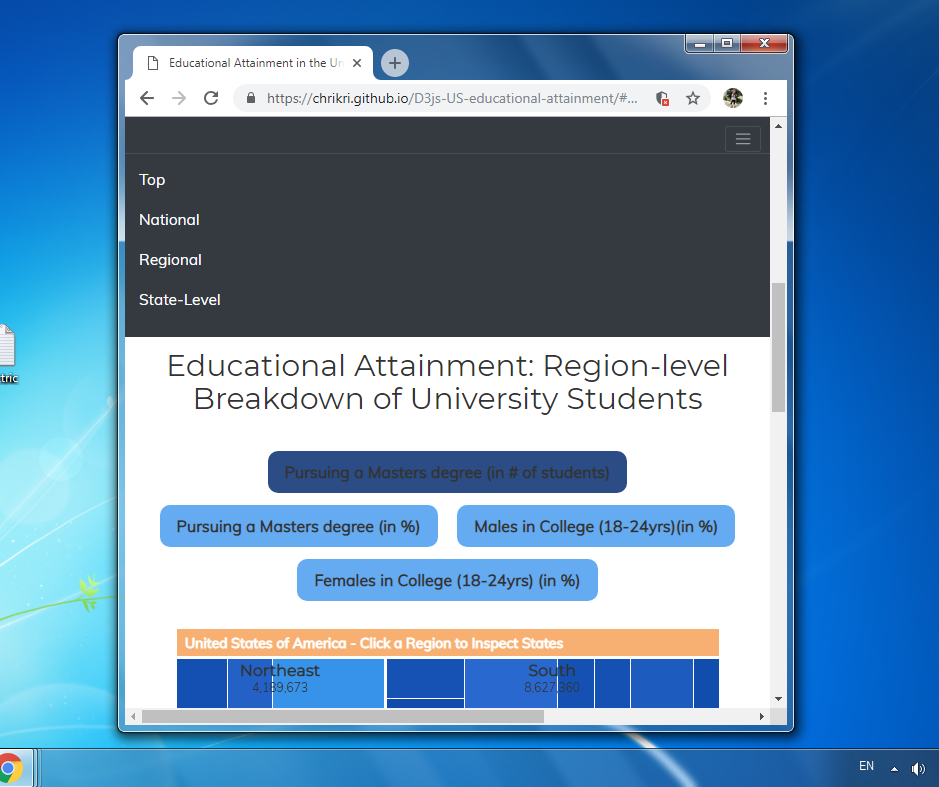 Educational Attainment in the Un
https://chrikri.github.io/D3js-US-educational-attainment/#...
Top
National
Regional
State-Level
Educational Attainment: Region-level
Breakdown of University Students
Pursuing a Masters degree (in # of students)
Pursuing a Masters degree (in %)
Males in College (18-24yrs)(in %)
Females in College (18-24yrs) (in %)
United States of America - Click a Region to Inspect States
Northeast
4,189,673
South
8,627,360
tric
EN